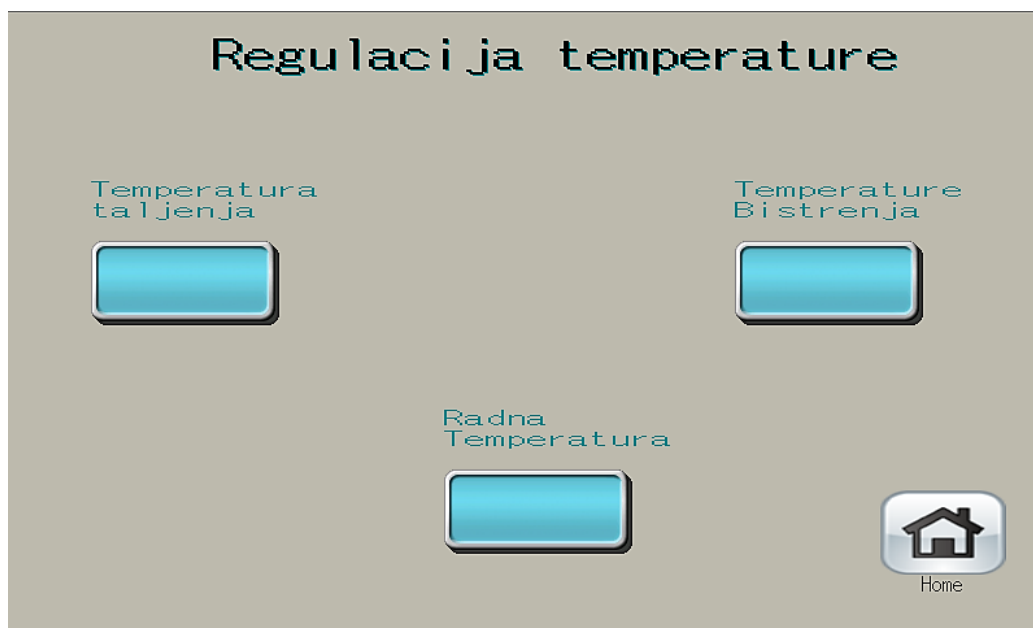 Regulacija temperature
Temperatura
taljenja
Temperature
Bistrenja
Radna
Temperatura
Home